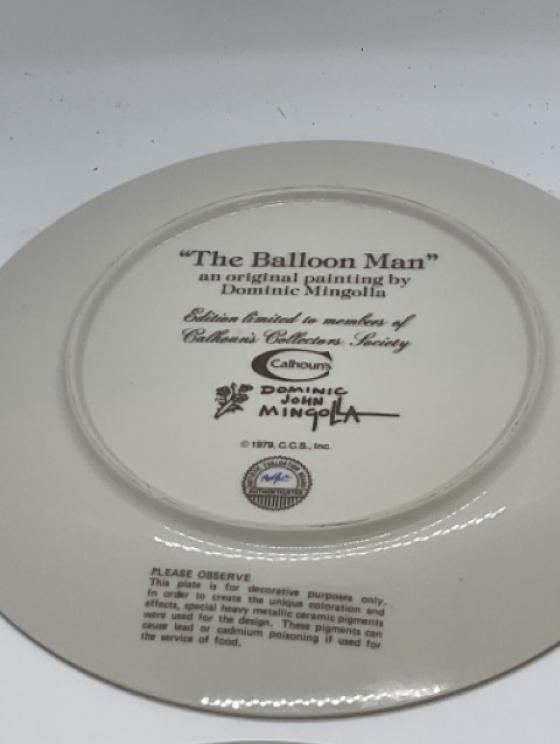 "The Balloon Man"
an original painting by
Dominic Mingolla
Edition limited to members of
Calhoun's Collectors Society
Calhoun's
DOMINIC
JOHN
MINGOLLA
© 1979, C.C.S., Inc.
AUTHENTICATED
PLEASE OBSERVE
This plate is for decorative purposes only.
In order to create the unique coloration and
effects, special heavy metallic ceramic pigments
were used for the design. These pigments can
cause lead or cadmium poisoning if used for
the service of food.